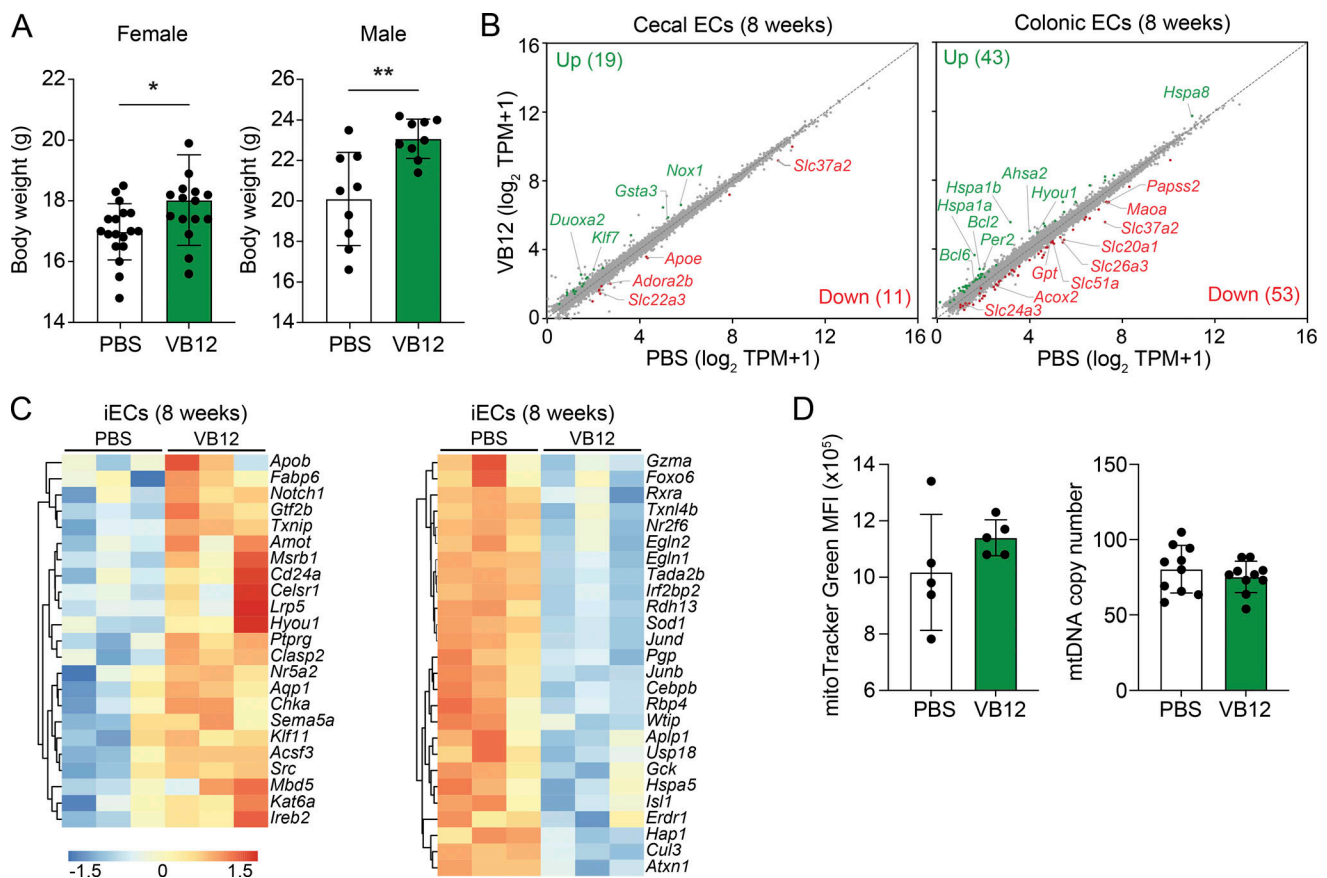 A
Female
Male
Body weight (g)
22
20
18
16
14
*
PBS
VB12
Body weight (g)
26
24
22
20
18
16
14
**
PBS
VB12
B
Cecal ECs (8 weeks)
VB12 (log2 TPM+1)
16
12
8
4
0
Up (19)
Nox1
Gsta3
Duoxa2
Klf7
Slc37a2
Apoe
Adora2b
Slc22a3
Down (11)
0
4
8
12
16
PBS (log2 TPM+1)
Colonic ECs (8 weeks)
16
12
8
4
0
Up (43)
Hspa8
Ahsa2
Hspa1b
Hyou1
Hspa1a
Bcl2
Per2
Bcl6
Papss2
Maoa
Slc37a2
Slc20a1
Slc26a3
Gpt
Slc51a
Acox2
Slc24a3
Down (53)
0
4
8
12
16
PBS (log2 TPM+1)
C
iECs (8 weeks)
PBS
VB12
Apob
Fabp6
Notch1
Gtf2b
Txnip
Amot
Msrb1
Cd24a
Celsr1
Lrp5
Hyou1
Ptprg
Clasp2
Nr5a2
Aqp1
Chka
Sema5a
Klf11
Acsf3
Src
Mbd5
Kat6a
Ireb2
-1.5
0
1.5
iECs (8 weeks)
PBS
VB12
Gzma
Foxo6
Rxra
Txnl4b
Nr2f6
Egln2
Egln1
Tada2b
Irf2bp2
Rdh13
Sod1
Jund
Pgp
Junb
Cebpb
Rbp4
Wtip
Aplp1
Usp18
Gck
Hspa5
Isl1
Erdr1
Hap1
Cul3
Atxn1
D
mitoTracker Green MFI (x10⁵)
14
12
10
8
6
PBS
VB12
mtDNA copy number
150
100
50
0
PBS
VB12